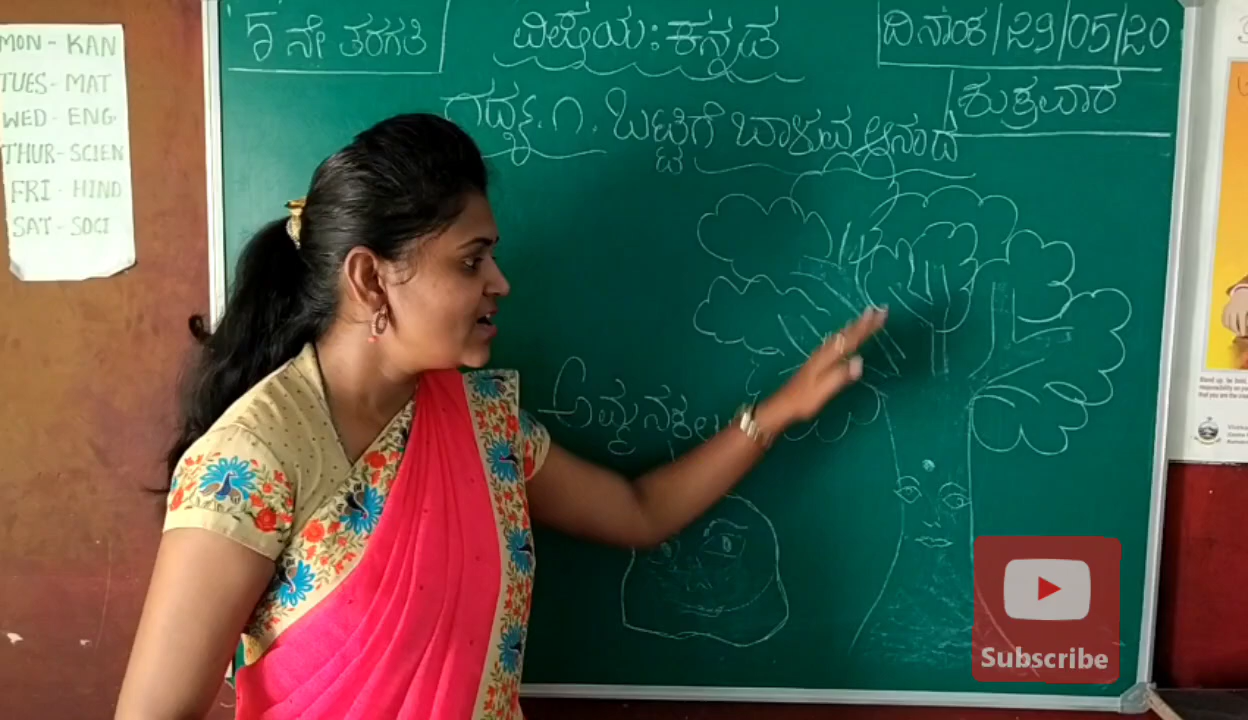 MON - KAN
TUES - MAT
WED - ENG
THUR - SCIEN
FRI - HIND
SAT - SOCI
5 ನೇ ತರಗತಿ
ವಿಷಯ: ಕನ್ನಡ
ದಿನಾಂಕ/29/05/20
ಶುಕ್ರವಾರ
ಗದ್ಯ.೧. ಒಟ್ಟಿಗೆ ಬಾಳುವ ಆನಂದ
Subscribe